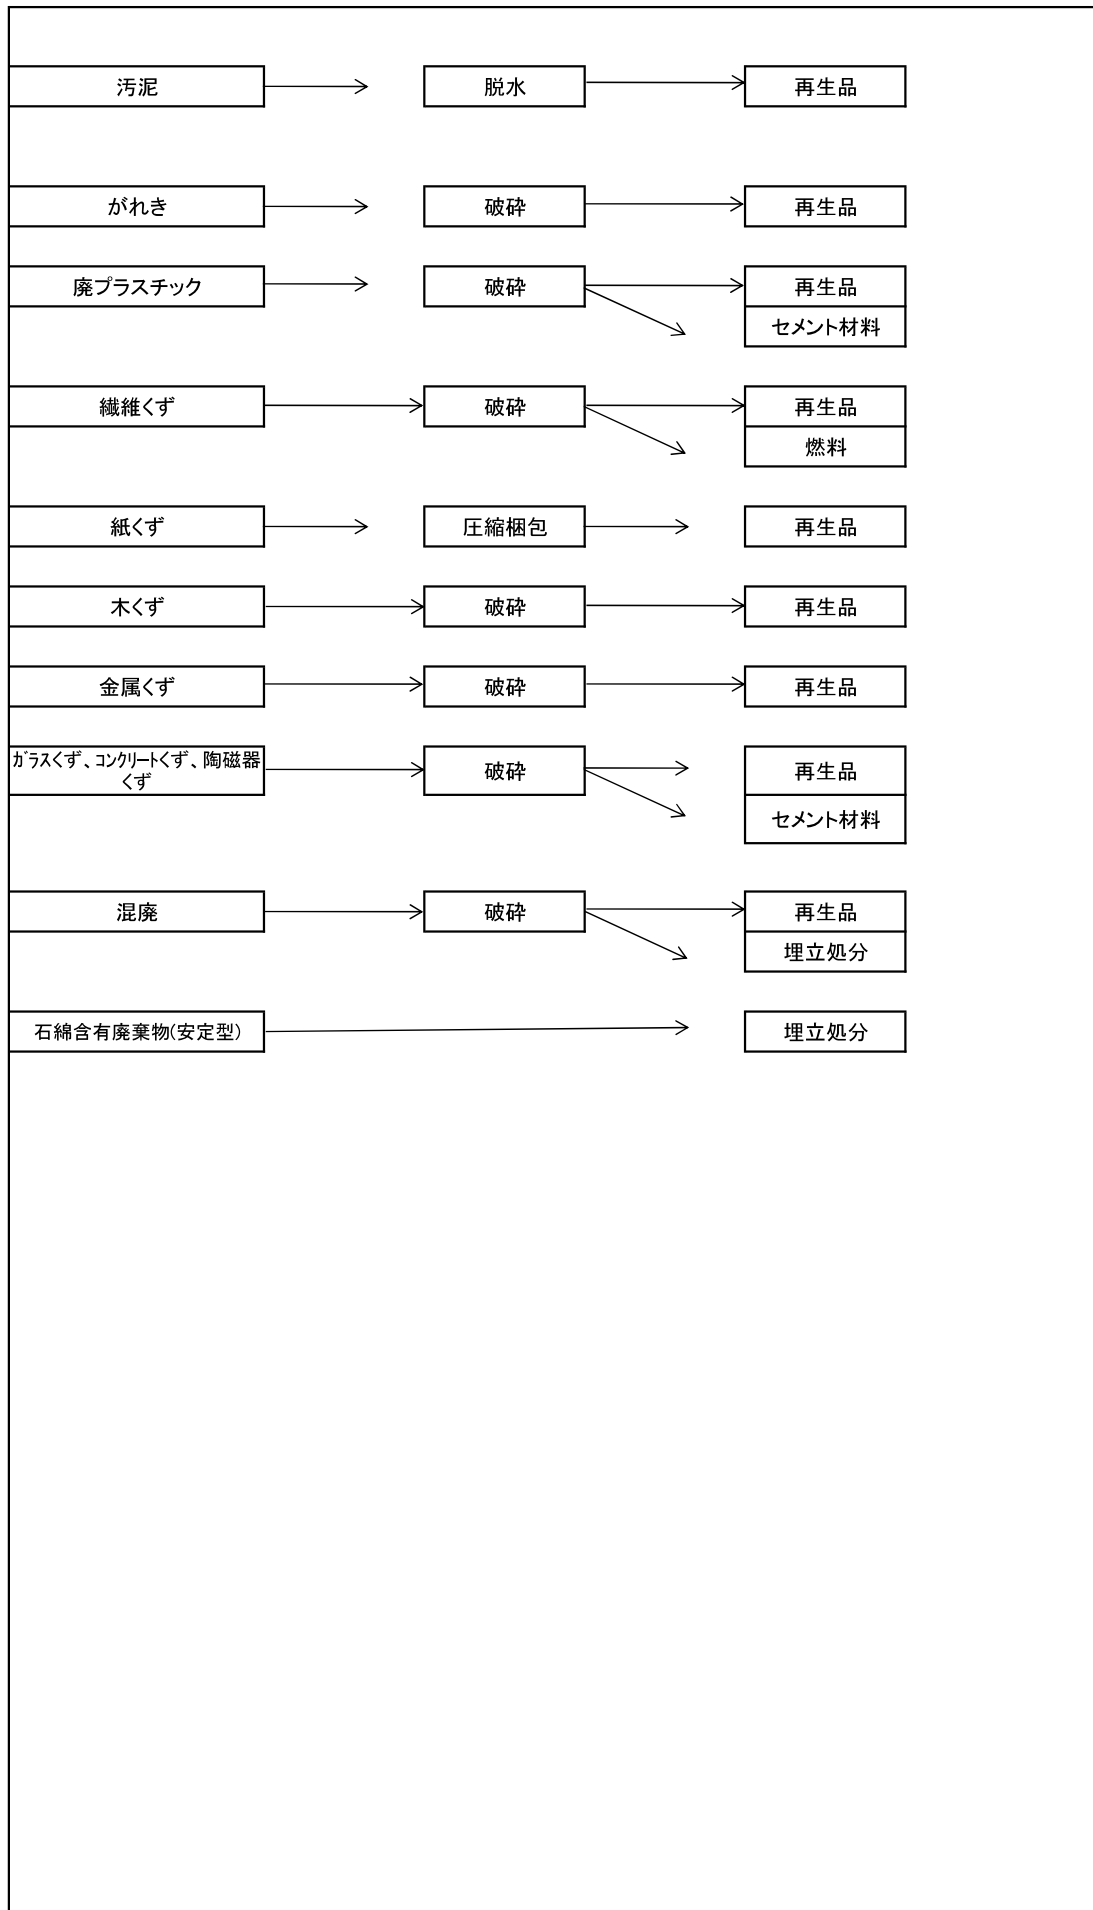 汚泥 脱水 再生品
がれき 破砕 再生品
廃プラスチック 破砕 再生品
セメント材料
繊維くず 破砕 再生品
燃料
紙くず 圧縮梱包 再生品
木くず 破砕 再生品
金属くず 破砕 再生品
ｶﾞﾗｽくず、ｺﾝｸﾘｰﾄくず、陶磁器
くず
破砕 再生品
セメント材料
混廃 破砕 再生品
埋立処分
石綿含有廃棄物(安定型) 埋立処分